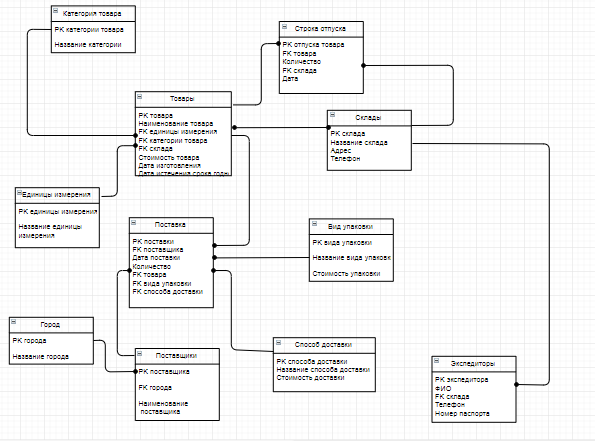 Категория товара
PK категории товара
Название категории
Строка отпуска
PK отпуска товара
FK товара
Количество
FK склада
Дата
Товары
PK товара
Наименование товара
FK единицы измерения
FK категории товара
FK склада
Стоимость товара
Дата изготовления
Дата истечения срока годн
Склады
PK склада
Название склада
Адрес
Телефон
Единицы измерения
PK единицы измерения
Название единицы
измерения
Поставка
PK поставки
FK поставщика
Дата поставки
Количество
FK товара
FK вида упаковки
FK способа доставки
Вид упаковки
PK вида упаковки
Название вида упаковк
Стоимость упаковки
Город
PK города
Название города
Поставщики
PK поставщика
FK города
Наименование
поставщика
Способ доставки
PK способа доставки
Название способа доставки
Стоимость доставки
Экспедиторы
PK экспедитора
ФИО
FK склада
Телефон
Номер паспорта